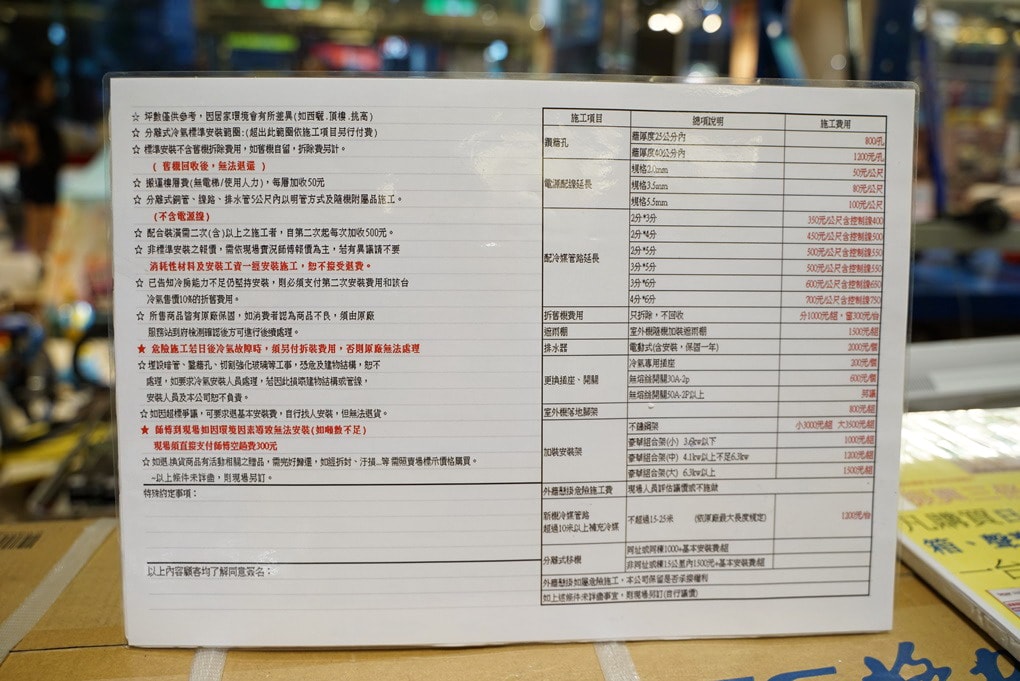 ☆ 坪數僅供參考，因居家環境會有所差異(如西曬.頂樓.挑高)
☆ 分離式冷氣標準安裝範圍:(超出此範圍依施工項目另行付費)
☆ 標準安裝不含舊機拆除費用，如舊機自留，拆除費另計。
( 舊機回收後，無法退還 )
☆ 搬運樓層費(無電梯/使用人力)，每層加收50元
☆ 分離式銅管、線路、排水管5公尺內以明管方式及隨機附屬品施工。
(不含電源線)
☆ 配合裝潢需二次(含)以上之施工者，自第二次起每次加收500元。
☆ 非標準安裝之報價，需依現場實況師傅報價為主，若有異議請不要
消耗性材料及安裝工資一經安裝施工，恕不接受退費。
☆ 已告知冷房能力不足仍堅持安裝，則必須支付第二次安裝費用和該台
冷氣售價10%的折舊費用。
☆ 所售商品皆有原廠保固，如消費者認為商品不良，須由原廠
服務站到府檢測確認後方可進行後續處理。
★ 危險施工若日後冷氣故障時，須另付拆裝費用，否則原廠無法處理
☆埋設暗管、鑿牆孔、切割強化玻璃等工事，恐危及建物結構，恕不
處理，如要求冷氣安裝人員處理，若因此損壞建物結構或管線，
安裝人員及本公司恕不負責。
☆如因超標爭議，可要求退基本安裝費，自行找人安裝，但無法退貨。
★ 師傅到現場如因環境因素導致無法安裝(如噸數不足)
現場須直接支付師傅空趟費300元
☆如退.換貨商品有活動相關之贈品，需完好歸還，如經拆封、汙損...等 需照賣場標示價格購買。
~以上條件未詳盡，則現場另訂。
特殊約定事項：
以上內容顧客均了解同意簽名：
施工項目 總項說明 施工費用
鑽牆孔 牆厚度25公分內 800/孔
牆厚度40公分內 1200元/孔
電源配線延長 規格2.0mm 50元/公尺
規格3.5mm 80元/公尺
規格5.5mm 100元/公尺
配冷媒管路延長 2分*3分 350元/公尺含控制線400
2分*4分 450元/公尺含控制線500
2分*5分 500元/公尺含控制線550
3分*5分 500元/公尺含控制線550
3分*6分 600元/公尺含控制線650
4分*6分 700元/公尺含控制線750
拆舊機費用 只拆除，不回收 分1000元/組，窗300元/台
遮雨棚 室外機隨機加裝遮雨棚 1500元/組
排水器 電動式(含安裝，保固一年) 2000元/個
更換插座、開關 冷氣專用插座 200元/個
無熔絲開關30A-2p 600元/個
無熔絲開關50A-2P以上 另議
室外機落地腳架 800元/組
加裝安裝架 不鏽鋼架 小3000元/組 大3500元/組
豪華組合架(小) 3.6kw以下 1000元/組
豪華組合架(中) 4.1kw以上不足6.3kw 1200元/組
豪華組合架(大) 6.3kw以上 1500元/組
外牆懸掛危險施工費 現場人員評估議價或不施做
新機冷媒管路
超過10米以上補充冷媒 不超過15-25米 (依原廠最大長度規定) 1200元/台
分離式移機 同址或同棟1000+基本安裝費/組
非同址或棟15公里內1500元+基本安裝費/組
外牆懸掛如屬危險施工，本公司保留是否承接權利
如上述條件未詳盡事宜，則現場另訂(自行議價)
凡購買空